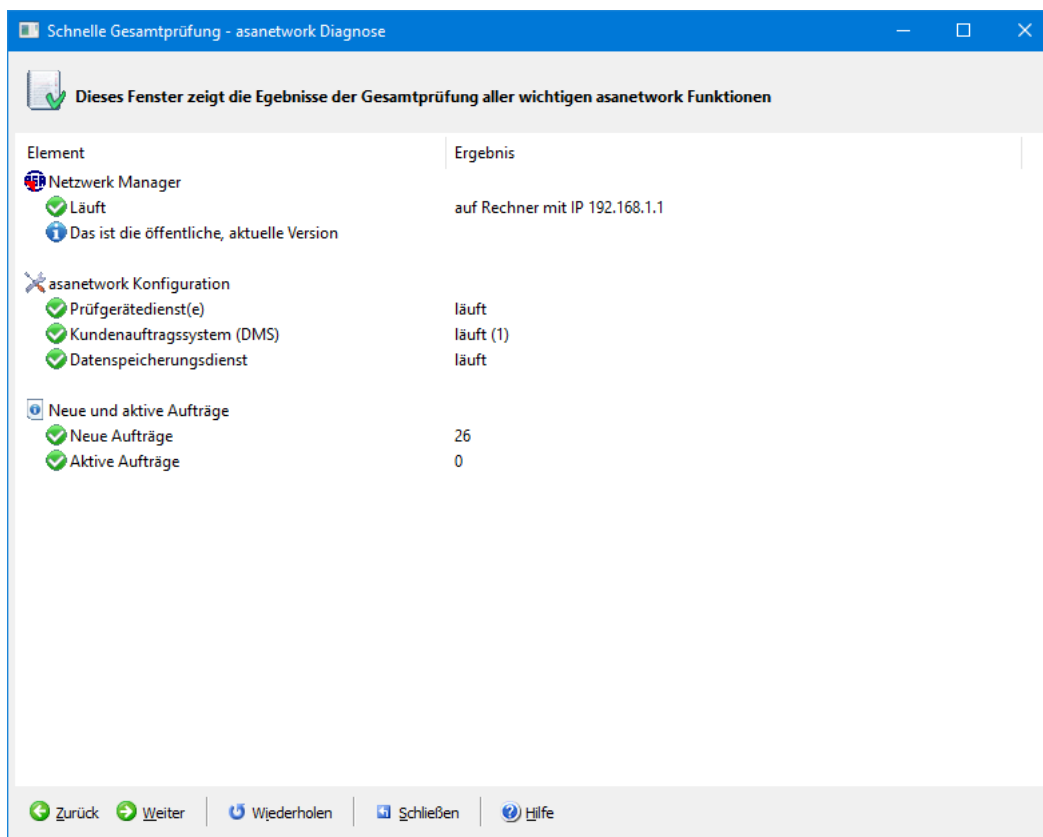 Schnelle Gesamtprüfung - asanetwork Diagnose
Dieses Fenster zeigt die Egebnisse der Gesamtprüfung aller wichtigen asanetwork Funktionen
Element Ergebnis
Netzwerk Manager
Läuft auf Rechner mit IP 192.168.1.1
Das ist die öffentliche, aktuelle Version
asanetwork Konfiguration
Prüfgerätedienst(e) läuft
Kundenauftragssystem (DMS) läuft (1)
Datenspeicherungsdienst läuft
Neue und aktive Aufträge
Neue Aufträge 26
Aktive Aufträge 0
Zurück Weiter Wiederholen Schließen Hilfe